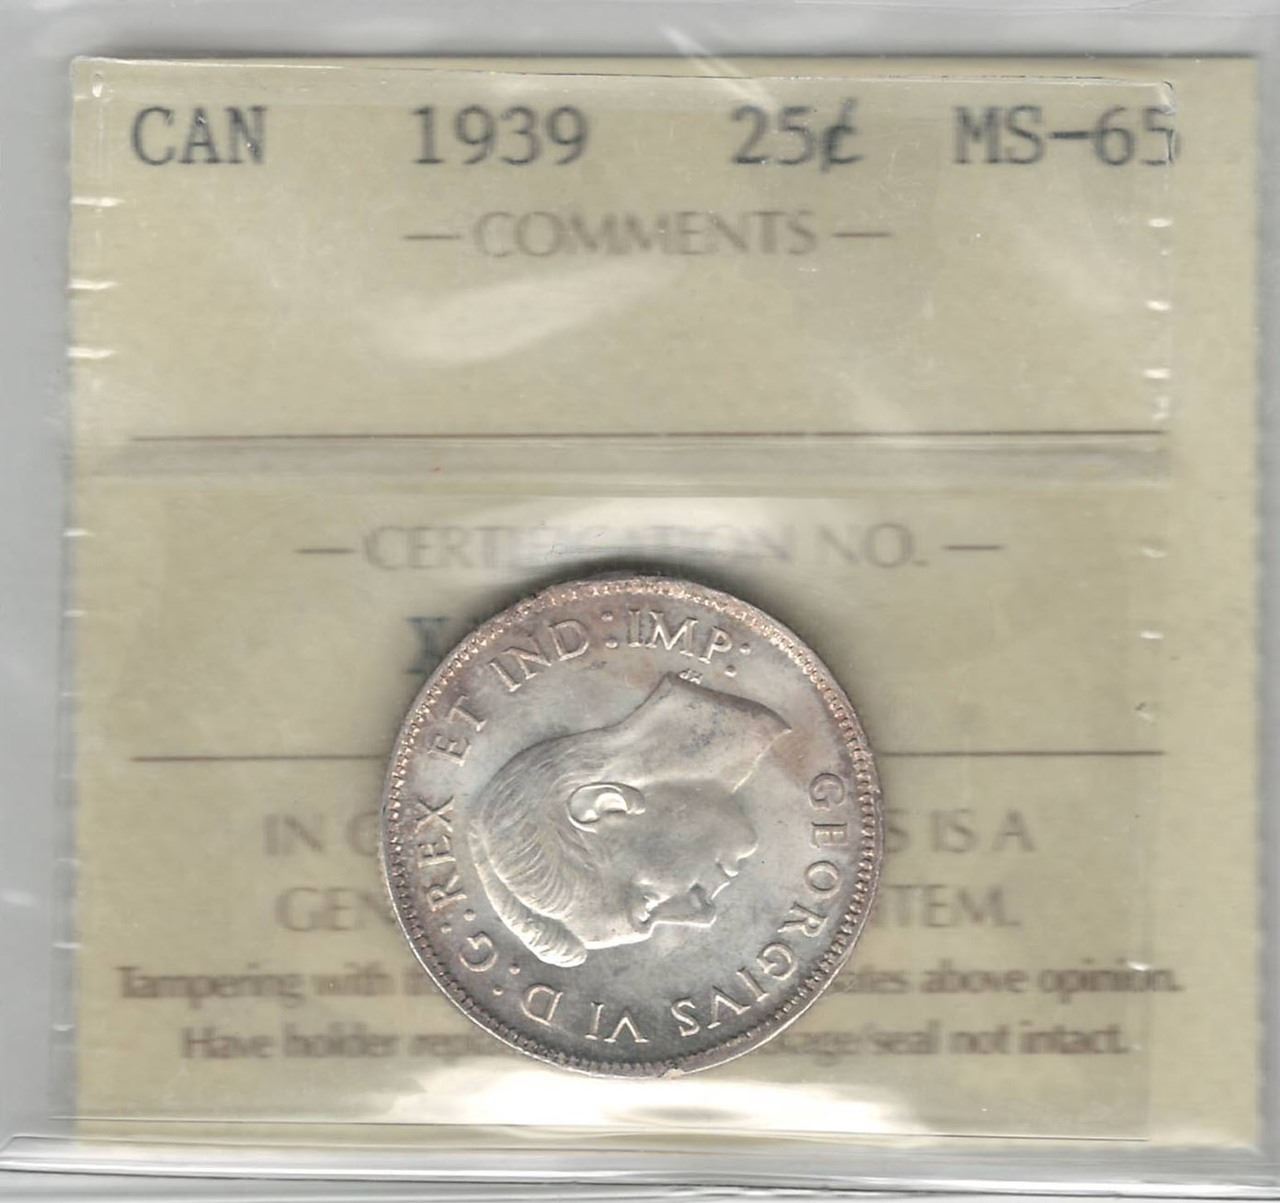 CAN 1939 25¢ MS-65
— COMMENTS —
— CERTIFICATION NO. —
IN S IS A
GEN ITEM.
Tampering with above opinion.
Have holder seal not intact.
GEORGIVS VI D:G:REX ET IND:IMP: